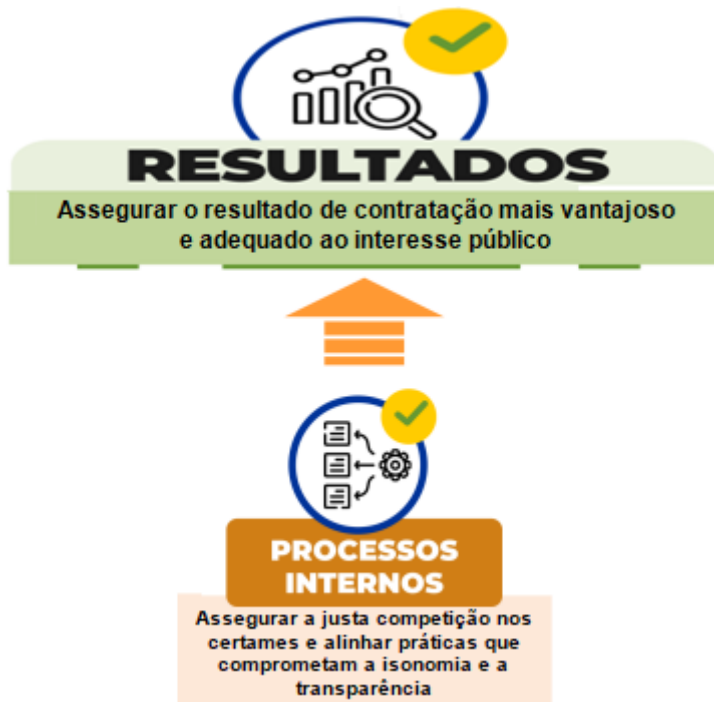 RESULTADOS
Assegurar o resultado de contratação mais vantajoso
e adequado ao interesse público
PROCESSOS
INTERNOS
Assegurar a justa competição nos
certames e alinhar práticas que
comprometam a isonomia e a
transparência